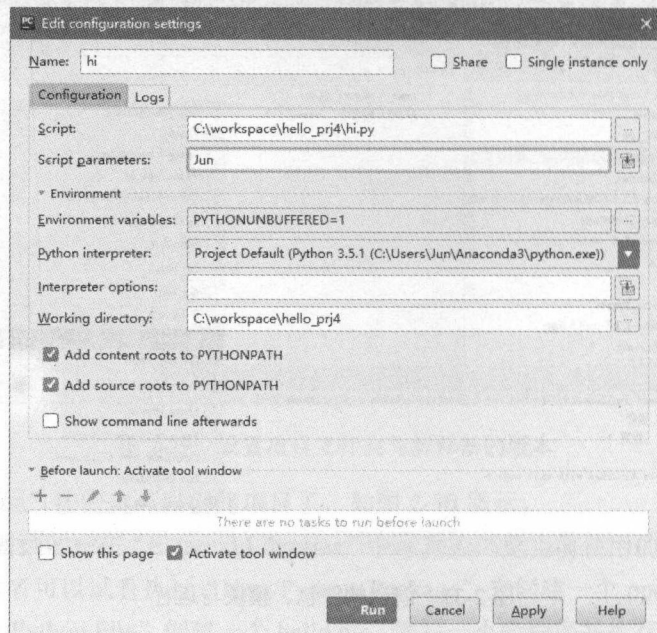 PC Edit configuration settings
Name: hi Share Single instance only
Configuration Logs
Script: C:\workspace\hello_prj4\hi.py ...
Script parameters: Jun
Environment
Environment variables: PYTHONUNBUFFERED=1 ...
Python interpreter: Project Default (Python 3.5.1 (C:\Users\Jun\Anaconda3\python.exe))
Interpreter options:
Working directory: C:\workspace\hello_prj4 ...
Add content roots to PYTHONPATH
Add source roots to PYTHONPATH
Show command line afterwards
Before launch: Activate tool window
There are no tasks to run before launch
Show this page Activate tool window
Run Cancel Apply Help